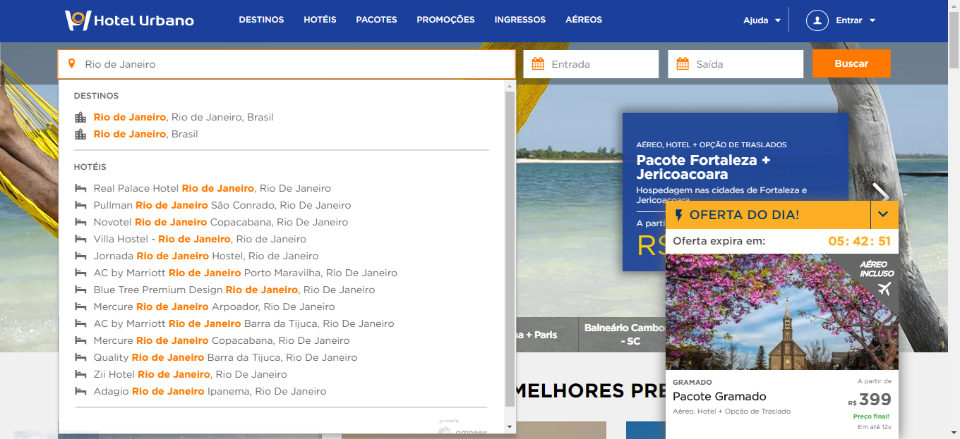 Hotel Urbano
DESTINOS HOTÉIS PACOTES PROMOÇÕES INGRESSOS AÉREOS
Ajuda
Entrar
Rio de Janeiro
Entrada
Saída
Buscar
DESTINOS
Rio de Janeiro, Rio de Janeiro, Brasil
Rio de Janeiro, Brasil
HOTÉIS
Real Palace Hotel Rio de Janeiro, Rio De Janeiro
Pullman Rio de Janeiro São Conrado, Rio De Janeiro
Novotel Rio de Janeiro Copacabana, Rio De Janeiro
Villa Hostel - Rio de Janeiro, Rio de Janeiro
Jornada Rio de Janeiro Hostel, Rio de Janeiro
AC by Marriott Rio de Janeiro Porto Maravilha, Rio De Janeiro
Blue Tree Premium Design Rio de Janeiro, Rio De Janeiro
Mercure Rio de Janeiro Arpoador, Rio De Janeiro
AC by Marriott Rio de Janeiro Barra da Tijuca, Rio De Janeiro
Mercure Rio de Janeiro Copacabana, Rio De Janeiro
Quality Rio de Janeiro Barra da Tijuca, Rio De Janeiro
Zii Hotel Rio de Janeiro, Rio De Janeiro
Adagio Rio de Janeiro Ipanema, Rio De Janeiro
AÉREO, HOTEL + OPÇÃO DE TRASLADOS
Pacote Fortaleza +
Jericoacoara
Hospedagem nas cidades de Fortaleza e
Jericoacoara
A parti
R$
OFERTA DO DIA!
Oferta expira em: 05: 42: 51
AÉREO
INCLUSO
GRAMADO
Pacote Gramado
Aéreo, Hotel + Opção de Traslado
A partir de
R$ 399
Preço final!
Em até 12x
na + Paris
Balneário Cambo
- SC
MELHORES PRE